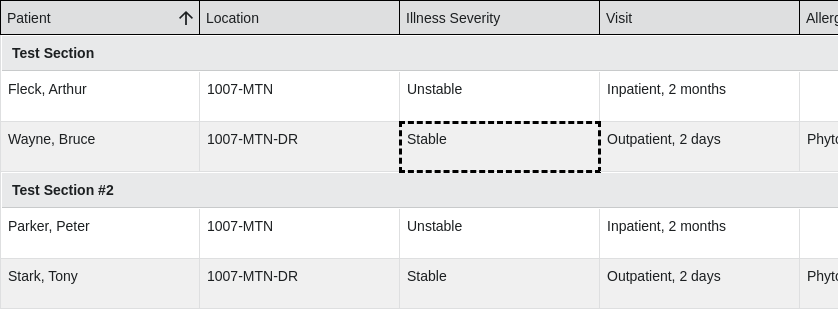 Patient Location Illness Severity Visit Allerg
Test Section
Fleck, Arthur 1007-MTN Unstable Inpatient, 2 months
Wayne, Bruce 1007-MTN-DR Stable Outpatient, 2 days Phyto
Test Section #2
Parker, Peter 1007-MTN Unstable Inpatient, 2 months
Stark, Tony 1007-MTN-DR Stable Outpatient, 2 days Phyto